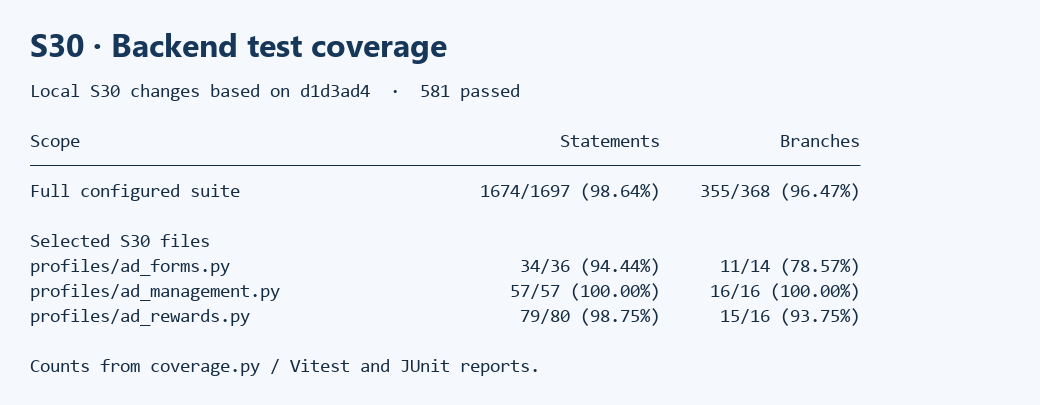 S30 · Backend test coverage
Local S30 changes based on d1d3ad4 · 581 passed
Scope Statements Branches
Full configured suite 1674/1697 (98.64%) 355/368 (96.47%)
Selected S30 files
profiles/ad_forms.py 34/36 (94.44%) 11/14 (78.57%)
profiles/ad_management.py 57/57 (100.00%) 16/16 (100.00%)
profiles/ad_rewards.py 79/80 (98.75%) 15/16 (93.75%)
Counts from coverage.py / Vitest and JUnit reports.